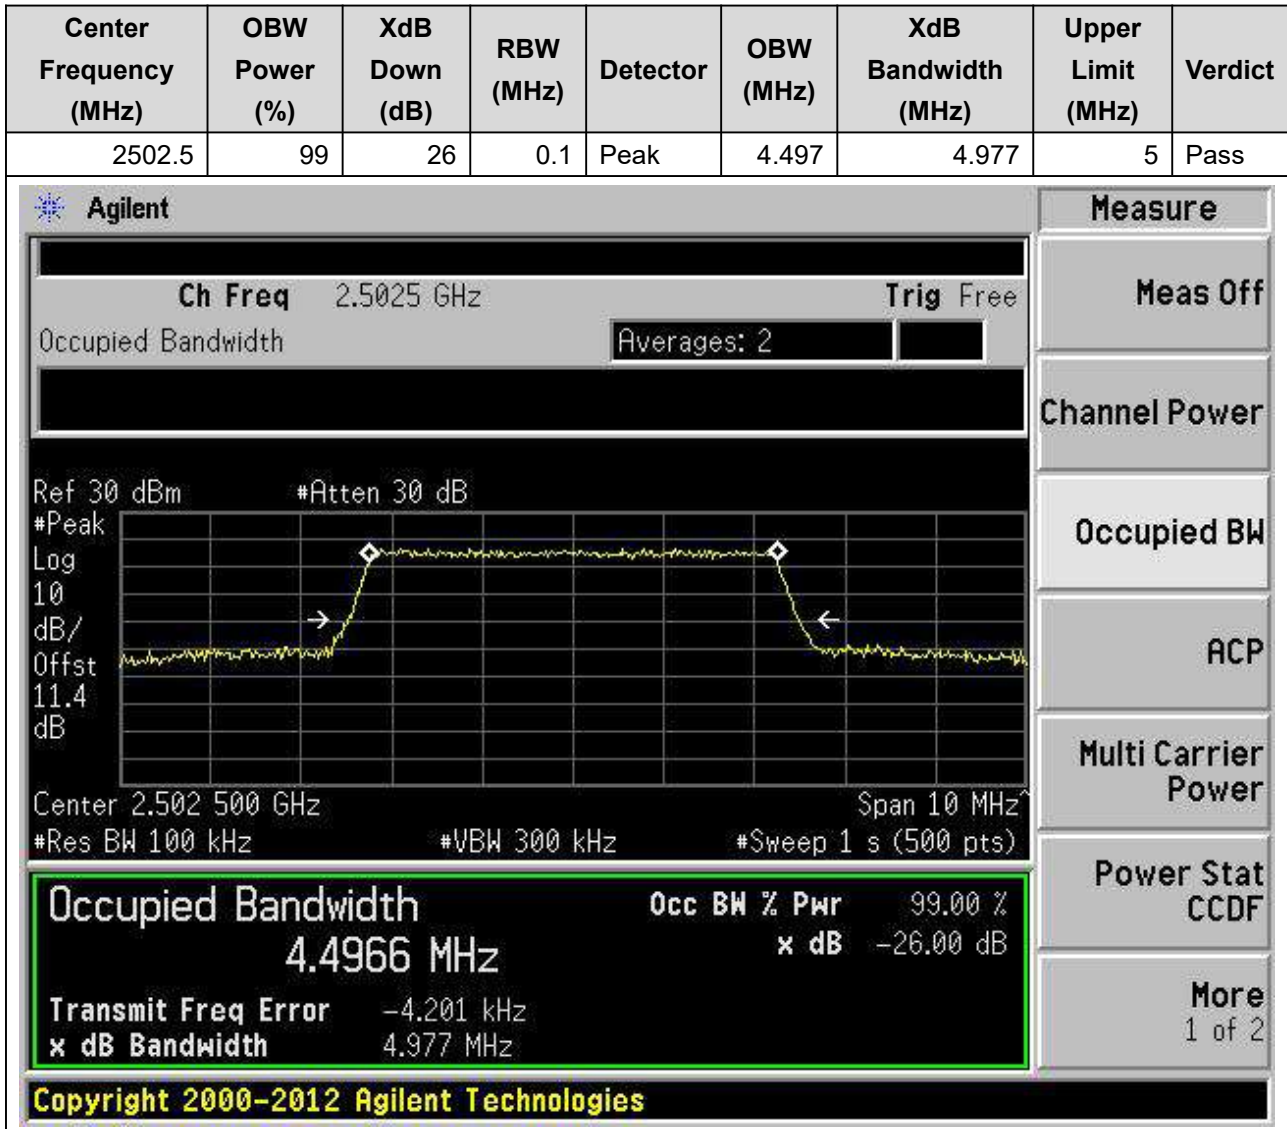 Center Frequency (MHz) OBW Power (%) XdB Down (dB) RBW (MHz) Detector OBW (MHz) XdB Bandwidth (MHz) Upper Limit (MHz) Verdict
2502.5 99 26 0.1 Peak 4.497 4.977 5 Pass
Agilent
Measure
Ch Freq 2.5025 GHz Trig Free
Meas Off
Occupied Bandwidth Averages: 2
Channel Power
Ref 30 dBm #Atten 30 dB
#Peak
Log
10
dB/
Offst
11.4
dB
Occupied BW
ACP
Multi Carrier
Power
Center 2.502 500 GHz Span 10 MHz^
#Res BW 100 kHz #VBW 300 kHz #Sweep 1 s (500 pts)
Power Stat
CCDF
Occupied Bandwidth Occ BW % Pwr 99.00 %
4.4966 MHz x dB -26.00 dB
Transmit Freq Error -4.201 kHz
x dB Bandwidth 4.977 MHz
More
1 of 2
Copyright 2000-2012 Agilent Technologies